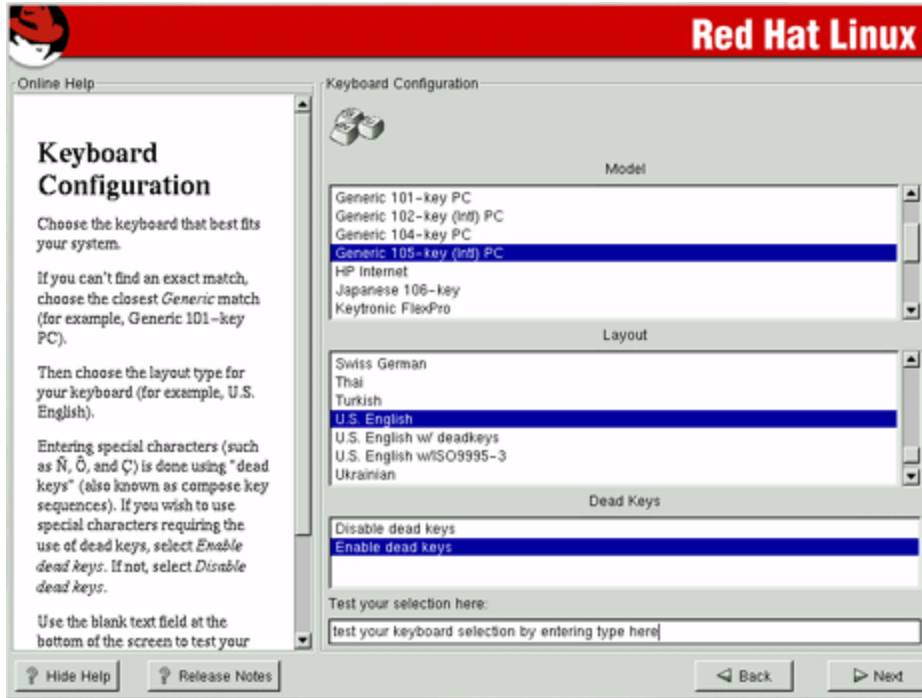 Red Hat Linux
Online Help
Keyboard
Configuration
Choose the keyboard that best fits
your system.
If you can't find an exact match,
choose the closest Generic match
(for example, Generic 101-key
PC).
Then choose the layout type for
your keyboard (for example, U.S.
English).
Entering special characters (such
as Ñ, Ô, and Ç) is done using "dead
keys" (also known as compose key
sequences). If you wish to use
special characters requiring the
use of dead keys, select Enable
dead keys. If not, select Disable
dead keys.
Use the blank text field at the
bottom of the screen to test your
Keyboard Configuration
Model
Generic 101-key PC
Generic 102-key (Intl) PC
Generic 104-key PC
Generic 105-key (Intl) PC
HP Internet
Japanese 106-key
Keytronic FlexPro
Layout
Swiss German
Thai
Turkish
U.S. English
U.S. English w/ deadkeys
U.S. English w/ISO9995-3
Ukrainian
Dead Keys
Disable dead keys
Enable dead keys
Test your selection here:
test your keyboard selection by entering type here
Hide Help
Release Notes
Back
Next